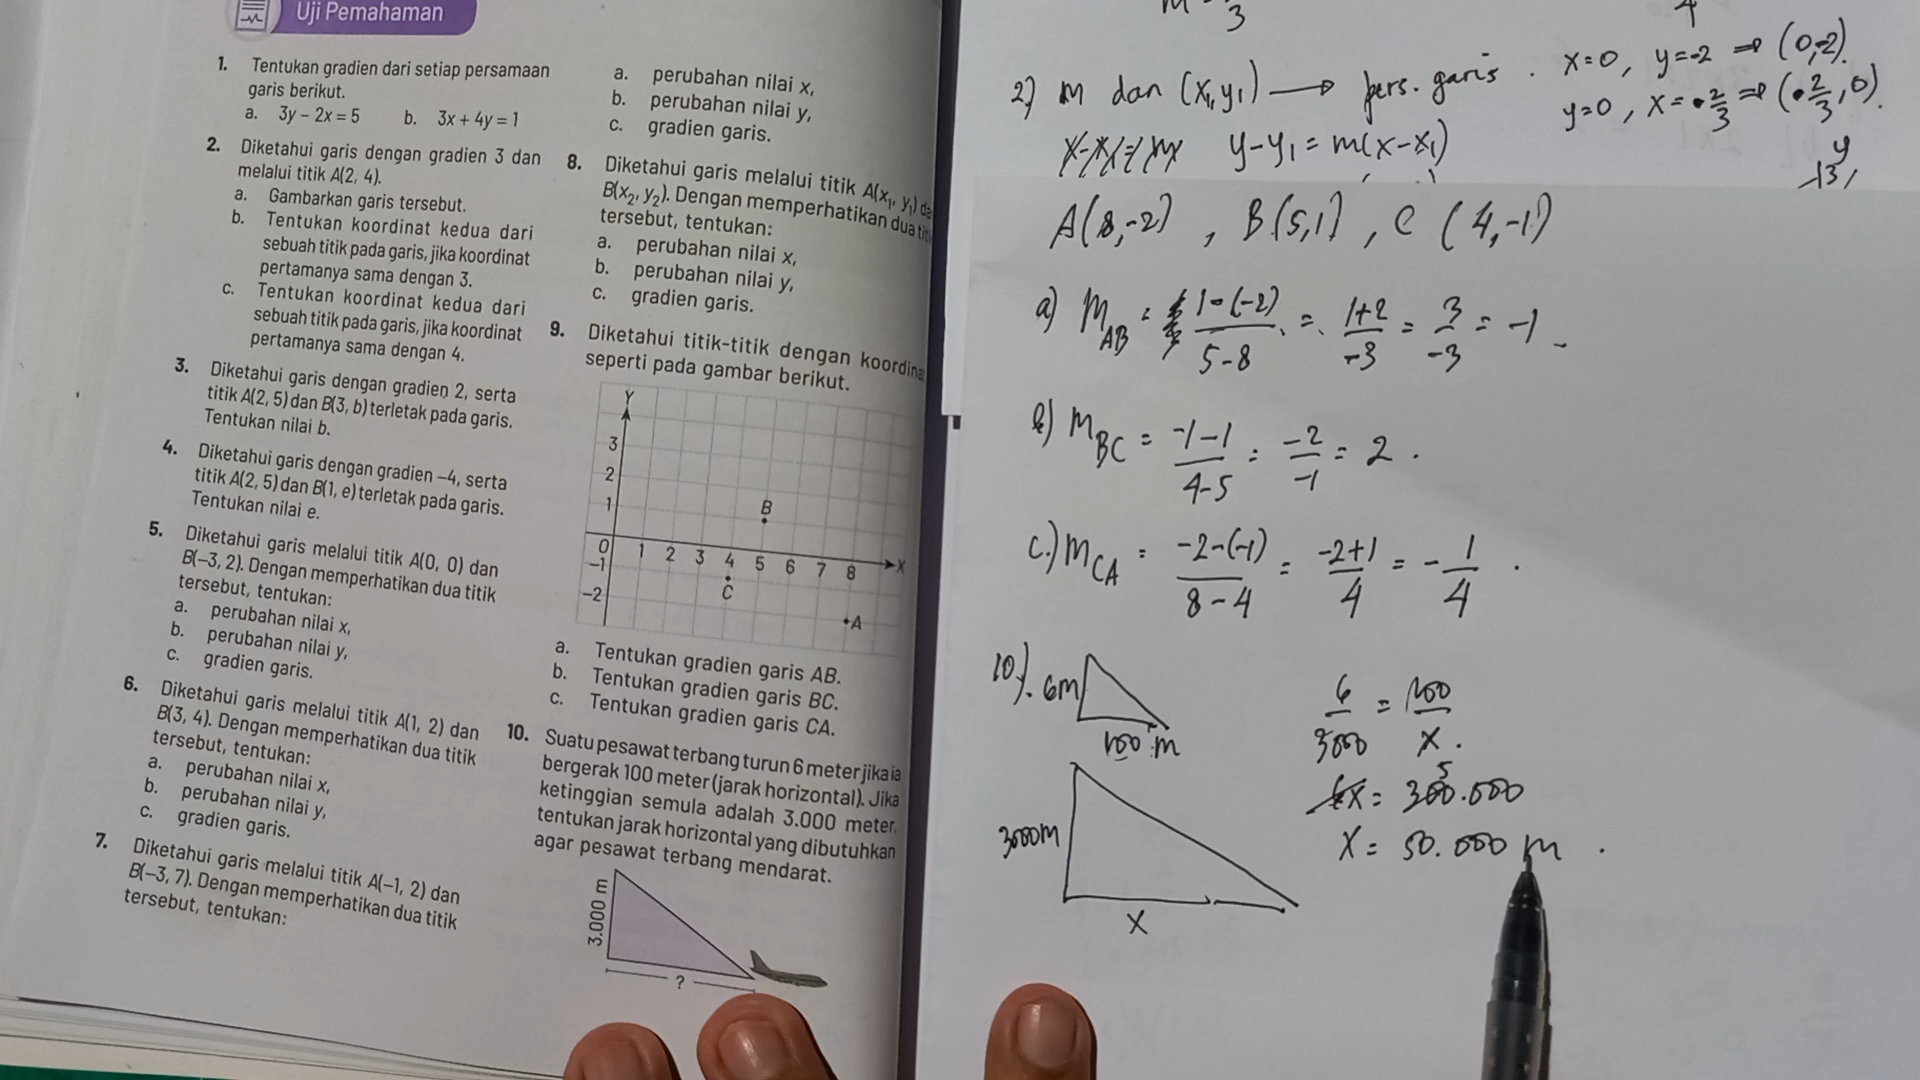 Uji Pemahaman
1. Tentukan gradien dari setiap persamaan
garis berikut.
a. 3y – 2x = 5 b. 3x + 4y = 1
2. Diketahui garis dengan gradien 3 dan
melalui titik A(2, 4).
a. Gambarkan garis tersebut.
b. Tentukan koordinat kedua dari
sebuah titik pada garis, jika koordinat
pertamanya sama dengan 3.
c. Tentukan koordinat kedua dari
sebuah titik pada garis, jika koordinat
pertamanya sama dengan 4.
3. Diketahui garis dengan gradien 2, serta
titik A(2, 5) dan B(3, b) terletak pada garis.
Tentukan nilai b.
4. Diketahui garis dengan gradien –4, serta
titik A(2, 5) dan B(1, e) terletak pada garis.
Tentukan nilai e.
5. Diketahui garis melalui titik A(0, 0) dan
B(–3, 2). Dengan memperhatikan dua titik
tersebut, tentukan:
a. perubahan nilai x,
b. perubahan nilai y,
c. gradien garis.
6. Diketahui garis melalui titik A(1, 2) dan
B(3, 4). Dengan memperhatikan dua titik
tersebut, tentukan:
a. perubahan nilai x,
b. perubahan nilai y,
c. gradien garis.
7. Diketahui garis melalui titik A(–1, 2) dan
B(–3, 7). Dengan memperhatikan dua titik
tersebut, tentukan:
a. perubahan nilai x,
b. perubahan nilai y,
c. gradien garis.
8. Diketahui garis melalui titik A(x₁, y₁) da
B(x₂, y₂). Dengan memperhatikan dua tit
tersebut, tentukan:
a. perubahan nilai x,
b. perubahan nilai y,
c. gradien garis.
9. Diketahui titik-titik dengan koordina
seperti pada gambar berikut.
Y
3
2
1
B
0 1 2 3 4 5 6 7 8 X
–1
C
–2
A
a. Tentukan gradien garis AB.
b. Tentukan gradien garis BC.
c. Tentukan gradien garis CA.
10. Suatu pesawat terbang turun 6 meter jika ia
bergerak 100 meter (jarak horizontal). Jika
ketinggian semula adalah 3.000 meter,
tentukan jarak horizontal yang dibutuhkan
agar pesawat terbang mendarat.
3.000 m
?
2) m dan (x₁, y₁) → pers. garis.
y-y₁ = m(x-x₁)
x=0, y=-2 ⇒ (0,-2).
y=0, x= 2/3 ⇒ (2/3, 0).
y
A(8,-2) , B(5,1) , C (4,-1)
a) mAB = 1-(-2)/5-8 = 1+2/-3 = 3/-3 = -1
b) mBC = -1-1/4-5 = -2/-1 = 2.
c.) mCA = -2-(-1)/8-4 = -2+1/4 = -1/4.
10). 6m
100 m
6/3000 = 100/x.
3000m
6x = 300.000
5
x = 50.000 m.
x